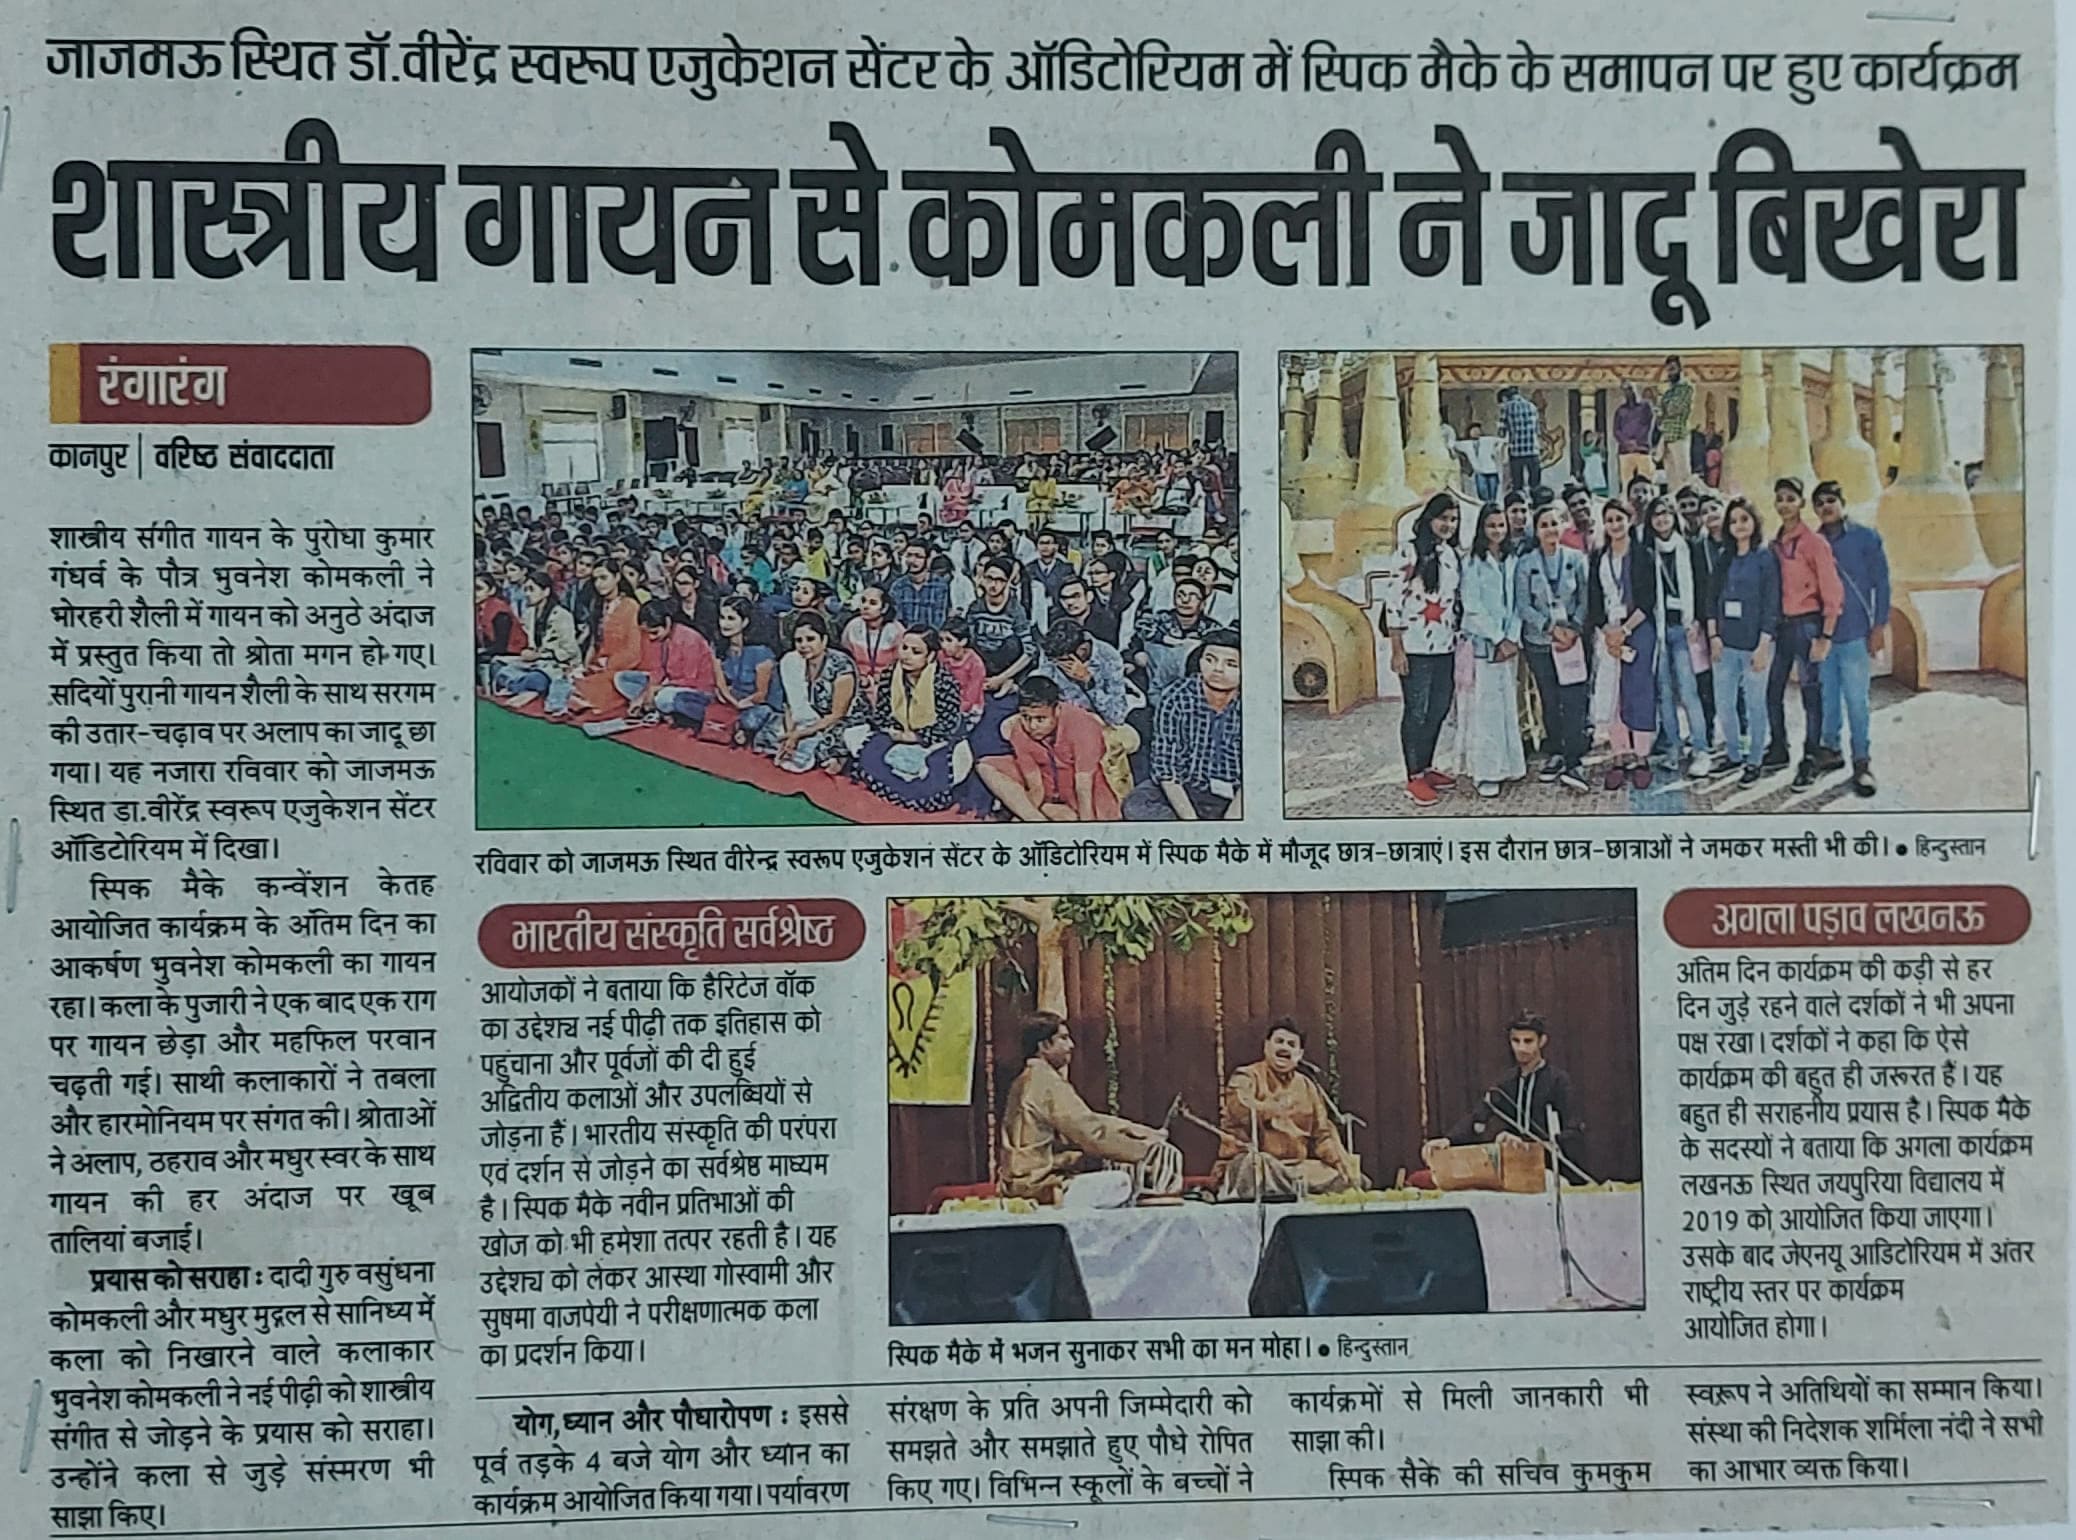 जाजमऊ स्थित डॉ.वीरेंद्र स्वरूप एजुकेशन सेंटर के ऑडिटोरियम में स्पिक मैके के समापन पर हुए कार्यक्रम
शास्त्रीय गायन से कोमकली ने जादू बिखेरा
रंगारंग
कानपुर | वरिष्ठ संवाददाता
शास्त्रीय संगीत गायन के पुरोधा कुमार
गंधर्व के पौत्र भुवनेश कोमकली ने
भोरहरी शैली में गायन को अनुठे अंदाज
में प्रस्तुत किया तो श्रोता मगन हो गए।
सदियों पुरानी गायन शैली के साथ सरगम
की उतार-चढ़ाव पर अलाप का जादू छा
गया। यह नजारा रविवार को जाजमऊ
स्थित डा.वीरेंद्र स्वरूप एजुकेशन सेंटर
ऑडिटोरियम में दिखा।
स्पिक मैके कन्वेंशन केतह
आयोजित कार्यक्रम के अंतिम दिन का
आकर्षण भुवनेश कोमकली का गायन
रहा। कला के पुजारी ने एक बाद एक राग
पर गायन छेड़ा और महफिल परवान
चढ़ती गई। साथी कलाकारों ने तबला
और हारमोनियम पर संगत की। श्रोताओं
ने अलाप, ठहराव और मधुर स्वर के साथ
गायन की हर अंदाज पर खूब
तालियां बजाई।
प्रयास को सराहा : दादी गुरु वसुंधना
कोमकली और मधुर मुद्गल से सानिध्य में
कला को निखारने वाले कलाकार
भुवनेश कोमकली ने नई पीढ़ी को शास्त्रीय
संगीत से जोड़ने के प्रयास को सराहा।
उन्होंने कला से जुड़े संस्मरण भी
साझा किए।
रविवार को जाजमऊ स्थित वीरेन्द्र स्वरूप एजुकेशन सेंटर के ऑडिटोरियम में स्पिक मैके में मौजूद छात्र-छात्राएं। इस दौरान छात्र-छात्राओं ने जमकर मस्ती भी की। ● हिन्दुस्तान
भारतीय संस्कृति सर्वश्रेष्ठ
आयोजकों ने बताया कि हैरिटेज वॉक
का उद्देश्य नई पीढ़ी तक इतिहास को
पहुंचाना और पूर्वजों की दी हुई
अद्वितीय कलाओं और उपलब्धियों से
जोड़ना हैं। भारतीय संस्कृति की परंपरा
एवं दर्शन से जोड़ने का सर्वश्रेष्ठ माध्यम
है। स्पिक मैके नवीन प्रतिभाओं की
खोज को भी हमेशा तत्पर रहती है। यह
उद्देश्य को लेकर आस्था गोस्वामी और
सुषमा वाजपेयी ने परीक्षणात्मक कला
का प्रदर्शन किया।
स्पिक मैके में भजन सुनाकर सभी का मन मोहा। ● हिन्दुस्तान
अगला पड़ाव लखनऊ
अंतिम दिन कार्यक्रम की कड़ी से हर
दिन जुड़े रहने वाले दर्शकों ने भी अपना
पक्ष रखा। दर्शकों ने कहा कि ऐसे
कार्यक्रम की बहुत ही जरूरत हैं। यह
बहुत ही सराहनीय प्रयास है। स्पिक मैके
के सदस्यों ने बताया कि अगला कार्यक्रम
लखनऊ स्थित जयपुरिया विद्यालय में
2019 को आयोजित किया जाएगा।
उसके बाद जेएनयू आडिटोरियम में अंतर
राष्ट्रीय स्तर पर कार्यक्रम
आयोजित होगा।
योग, ध्यान और पौधारोपण : इससे
पूर्व तड़के 4 बजे योग और ध्यान का
कार्यक्रम आयोजित किया गया। पर्यावरण
संरक्षण के प्रति अपनी जिम्मेदारी को
समझते और समझाते हुए पौधे रोपित
किए गए। विभिन्न स्कूलों के बच्चों ने
कार्यक्रमों से मिली जानकारी भी
साझा की।
स्पिक सैके की सचिव कुमकुम
स्वरूप ने अतिथियों का सम्मान किया।
संस्था की निदेशक शर्मिला नंदी ने सभी
का आभार व्यक्त किया।